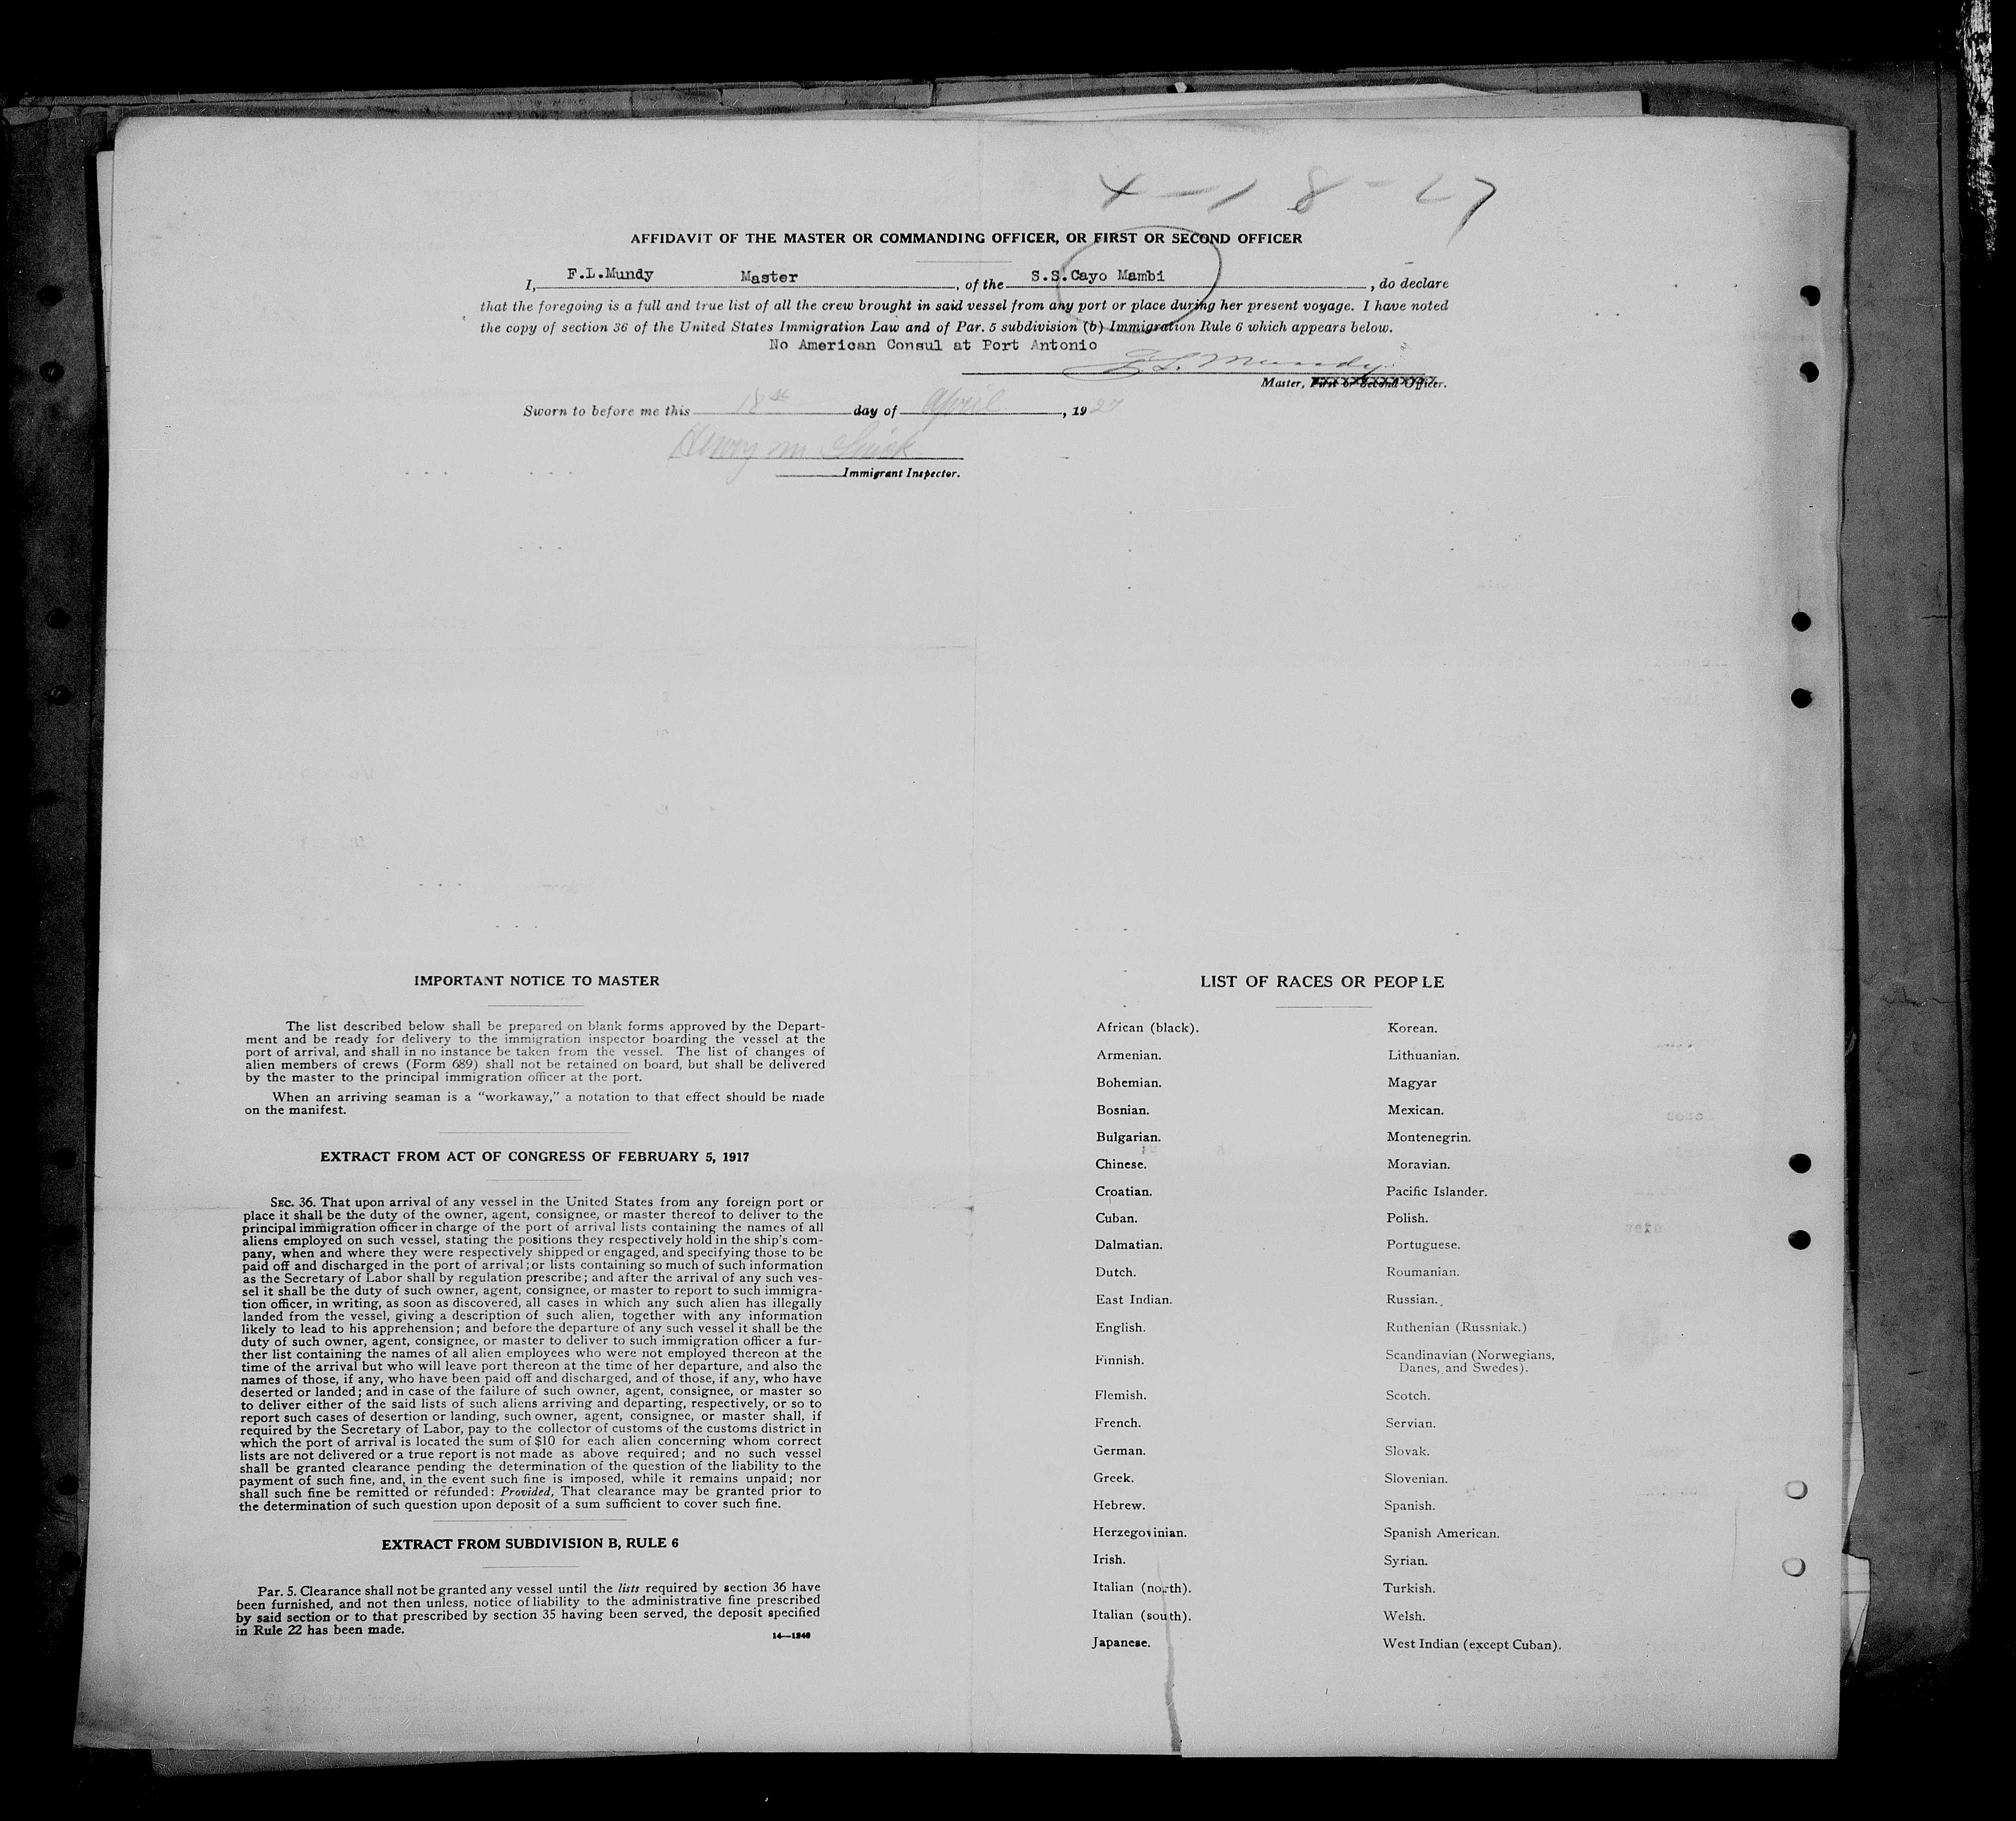 4-18-27
AFFIDAVIT OF THE MASTER OR COMMANDING OFFICER, OR FIRST OR SECOND OFFICER
I, F.L.Mundy Master, of the S.S.Cayo Mambi, do declare
that the foregoing is a full and true list of all the crew brought in said vessel from any port or place during her present voyage. I have noted
the copy of section 36 of the United States Immigration Law and of Par. 5 subdivision (b) Immigration Rule 6 which appears below.
No American Consul at Port Antonio
F.L. Mundy
Master, First or Second Officer.
Sworn to before me this 18th day of April, 1927
Henry M.
Immigrant Inspector.
IMPORTANT NOTICE TO MASTER
The list described below shall be prepared on blank forms approved by the Depart-
ment and be ready for delivery to the immigration inspector boarding the vessel at the
port of arrival, and shall in no instance be taken from the vessel. The list of changes of
alien members of crews (Form 689) shall not be retained on board, but shall be delivered
by the master to the principal immigration officer at the port.
When an arriving seaman is a "workaway," a notation to that effect should be made
on the manifest.
EXTRACT FROM ACT OF CONGRESS OF FEBRUARY 5, 1917
SEC. 36. That upon arrival of any vessel in the United States from any foreign port or
place it shall be the duty of the owner, agent, consignee, or master thereof to deliver to the
principal immigration officer in charge of the port of arrival lists containing the names of all
aliens employed on such vessel, stating the positions they respectively hold in the ship's com-
pany, when and where they were respectively shipped or engaged, and specifying those to be
paid off and discharged in the port of arrival; or lists containing so much of such information
as the Secretary of Labor shall by regulation prescribe; and after the arrival of any such ves-
sel it shall be the duty of such owner, agent, consignee, or master to report to such immigra-
tion officer, in writing, as soon as discovered, all cases in which any such alien has illegally
landed from the vessel, giving a description of such alien, together with any information
likely to lead to his apprehension; and before the departure of any such vessel it shall be the
duty of such owner, agent, consignee, or master to deliver to such immigration officer a fur-
ther list containing the names of all alien employees who were not employed thereon at the
time of the arrival but who will leave port thereon at the time of her departure, and also the
names of those, if any, who have been paid off and discharged, and of those, if any, who have
deserted or landed; and in case of the failure of such owner, agent, consignee, or master so
to deliver either of the said lists of such aliens arriving and departing, respectively, or so to
report such cases of desertion or landing, such owner, agent, consignee, or master shall, if
required by the Secretary of Labor, pay to the collector of customs of the customs district in
which the port of arrival is located the sum of $10 for each alien concerning whom correct
lists are not delivered or a true report is not made as above required; and no such vessel
shall be granted clearance pending the determination of the question of the liability to the
payment of such fine, and, in the event such fine is imposed, while it remains unpaid; nor
shall such fine be remitted or refunded: Provided, That clearance may be granted prior to
the determination of such question upon deposit of a sum sufficient to cover such fine.
EXTRACT FROM SUBDIVISION B, RULE 6
Par. 5. Clearance shall not be granted any vessel until the lists required by section 36 have
been furnished, and not then unless, notice of liability to the administrative fine prescribed
by said section or to that prescribed by section 35 having been served, the deposit specified
in Rule 22 has been made.
14—1240
LIST OF RACES OR PEOPLE
African (black).
Armenian.
Bohemian.
Bosnian.
Bulgarian.
Chinese.
Croatian.
Cuban.
Dalmatian.
Dutch.
East Indian.
English.
Finnish.
Flemish.
French.
German.
Greek.
Hebrew.
Herzegovinian.
Irish.
Italian (north).
Italian (south).
Japanese.
Korean.
Lithuanian.
Magyar
Mexican.
Montenegrin.
Moravian.
Pacific Islander.
Polish.
Portuguese.
Roumanian.
Russian.
Ruthenian (Russniak.)
Scandinavian (Norwegians,
Danes, and Swedes).
Scotch.
Servian.
Slovak.
Slovenian.
Spanish.
Spanish American.
Syrian.
Turkish.
Welsh.
West Indian (except Cuban).